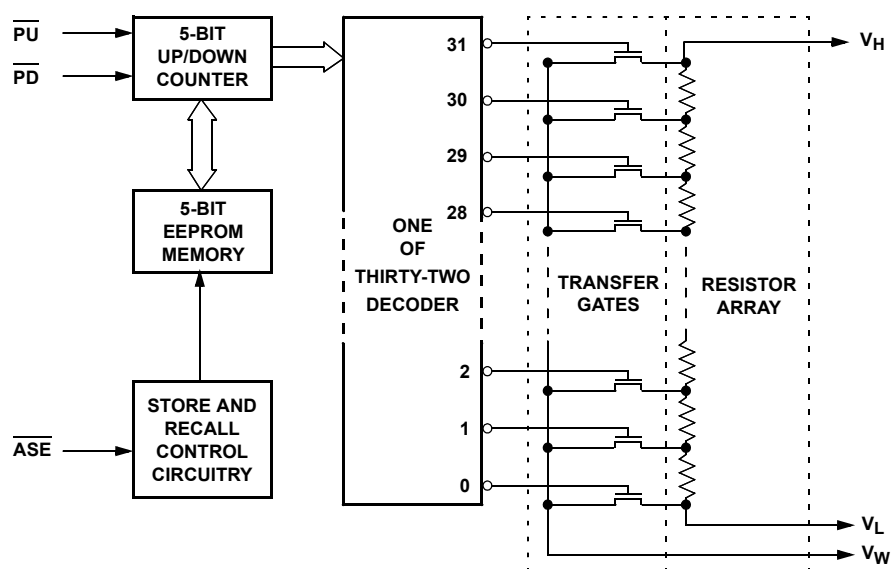 PU
PD
5-BIT
UP/DOWN
COUNTER
5-BIT
EEPROM
MEMORY
ASE
STORE AND
RECALL
CONTROL
CIRCUITRY
31
30
29
28
ONE
OF
THIRTY-TWO
DECODER
2
1
0
TRANSFER
GATES
RESISTOR
ARRAY
VH
VL
VW